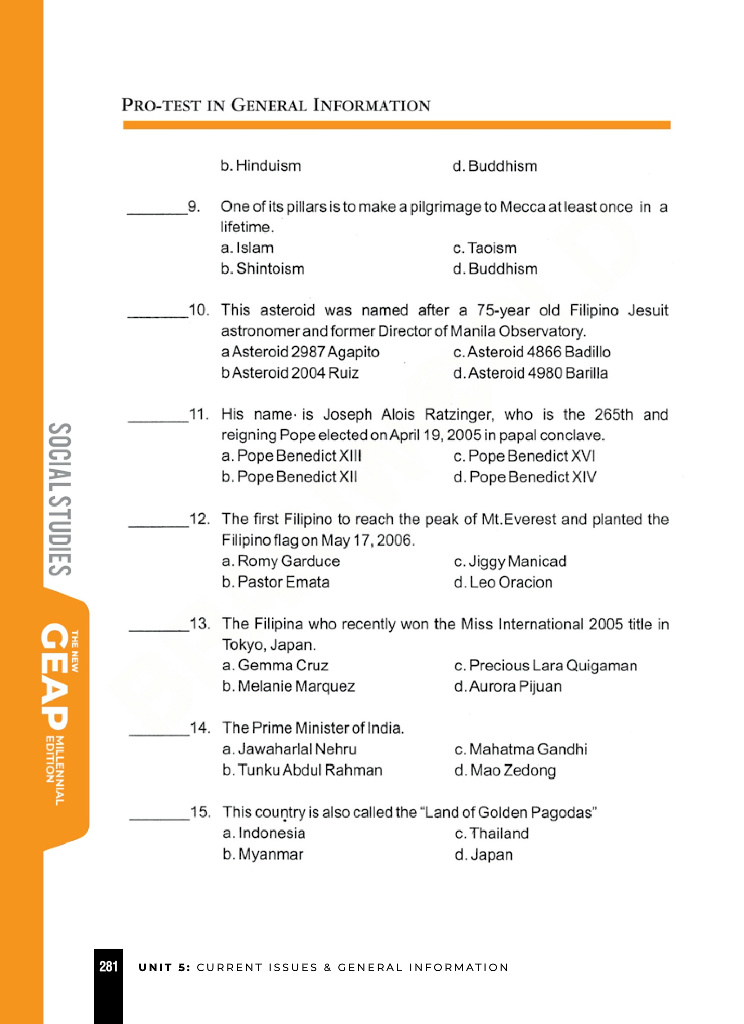 PRO-TEST IN GENERAL INFORMATION
b. Hinduism d. Buddhism
_______9. One of its pillars is to make a pilgrimage to Mecca at least once in a
lifetime.
a. Islam c. Taoism
b. Shintoism d. Buddhism
_______10. This asteroid was named after a 75-year old Filipino Jesuit
astronomer and former Director of Manila Observatory.
a Asteroid 2987 Agapito c. Asteroid 4866 Badillo
b Asteroid 2004 Ruiz d. Asteroid 4980 Barilla
_______11. His name is Joseph Alois Ratzinger, who is the 265th and
reigning Pope elected on April 19, 2005 in papal conclave.
a. Pope Benedict XIII c. Pope Benedict XVI
b. Pope Benedict XII d. Pope Benedict XIV
_______12. The first Filipino to reach the peak of Mt.Everest and planted the
Filipino flag on May 17, 2006.
a. Romy Garduce c. Jiggy Manicad
b. Pastor Emata d. Leo Oracion
_______13. The Filipina who recently won the Miss International 2005 title in
Tokyo, Japan.
a. Gemma Cruz c. Precious Lara Quigaman
b. Melanie Marquez d. Aurora Pijuan
_______14. The Prime Minister of India.
a. Jawaharlal Nehru c. Mahatma Gandhi
b. Tunku Abdul Rahman d. Mao Zedong
_______15. This country is also called the “Land of Golden Pagodas”
a. Indonesia c. Thailand
b. Myanmar d. Japan
SOCIAL STUDIES
THE NEW
GEAP
MILLENNIAL
EDITION
281 UNIT 5: CURRENT ISSUES & GENERAL INFORMATION